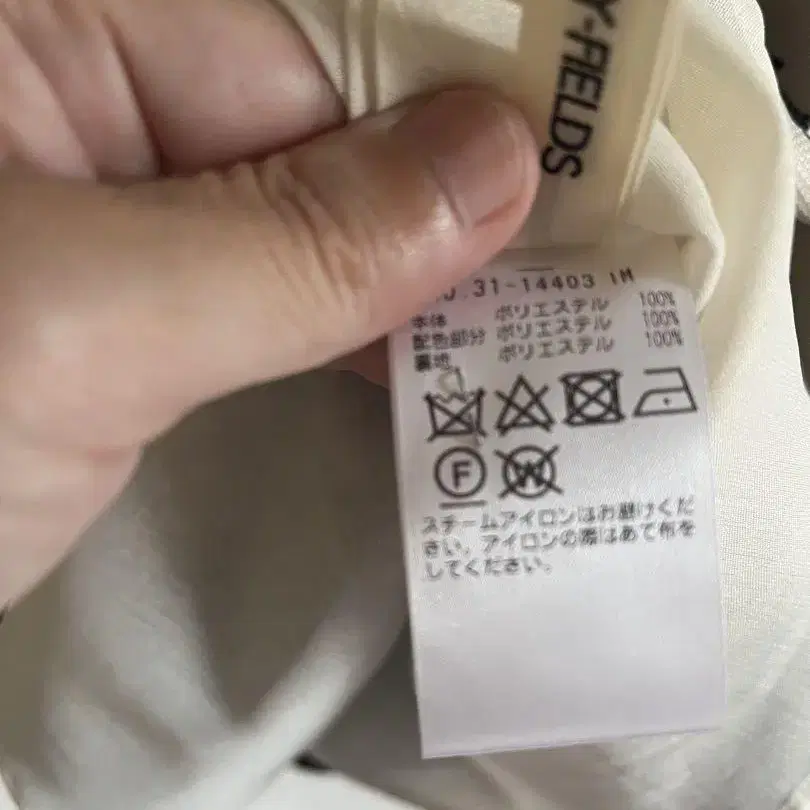 Y-FIELDS
.31-14403 IM
本体 ポリエステル 100%
配色部分 ポリエステル 100%
裏地 ポリエステル 100%
F W
スチームアイロンはお避けくだ
さい。アイロンの際はあて布を
してください。